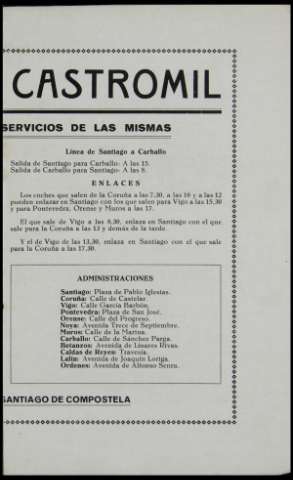 CASTROMIL
SERVICIOS DE LAS MISMAS
Línea de Santiago a Carballo
Salida de Santiago para Carballo- A las 15.
Salida de Carballo para Santiago- A las 8.
ENLACES
Los coches que salen de la Coruña a las 7,30, a las 10 y a las 12
pueden enlazar en Santiago con los que salen para Vigo a las 15,30
y para Pontevedra, Orense y Muros a las 17.
El que sale de Vigo a las 8,30, enlaza en Santiago con el que
sale para la Coruña a las 12 y demás de la tarde.
Y el de Vigo de las 13,30, enlaza en Santiago con el que sale
para la Coruña a las 17,30.
ADMINISTRACIONES
Santiago: Plaza de Pablo Iglesias.
Coruña: Calle de Castelar.
Vigo: Calle García Barbón.
Pontevedra: Plaza de San José.
Orense: Calle del Progreso.
Noya: Avenida Trece de Septiembre.
Muros: Calle de la Marina.
Carballo: Calle de Sánchez Parga.
Betanzos: Avenida de Linares Rivas.
Caldas de Reyes: Travesía.
Lalín: Avenida de Joaquín Loriga.
Ordenes: Avenida de Alfonso Senra.
SANTIAGO DE COMPOSTELA